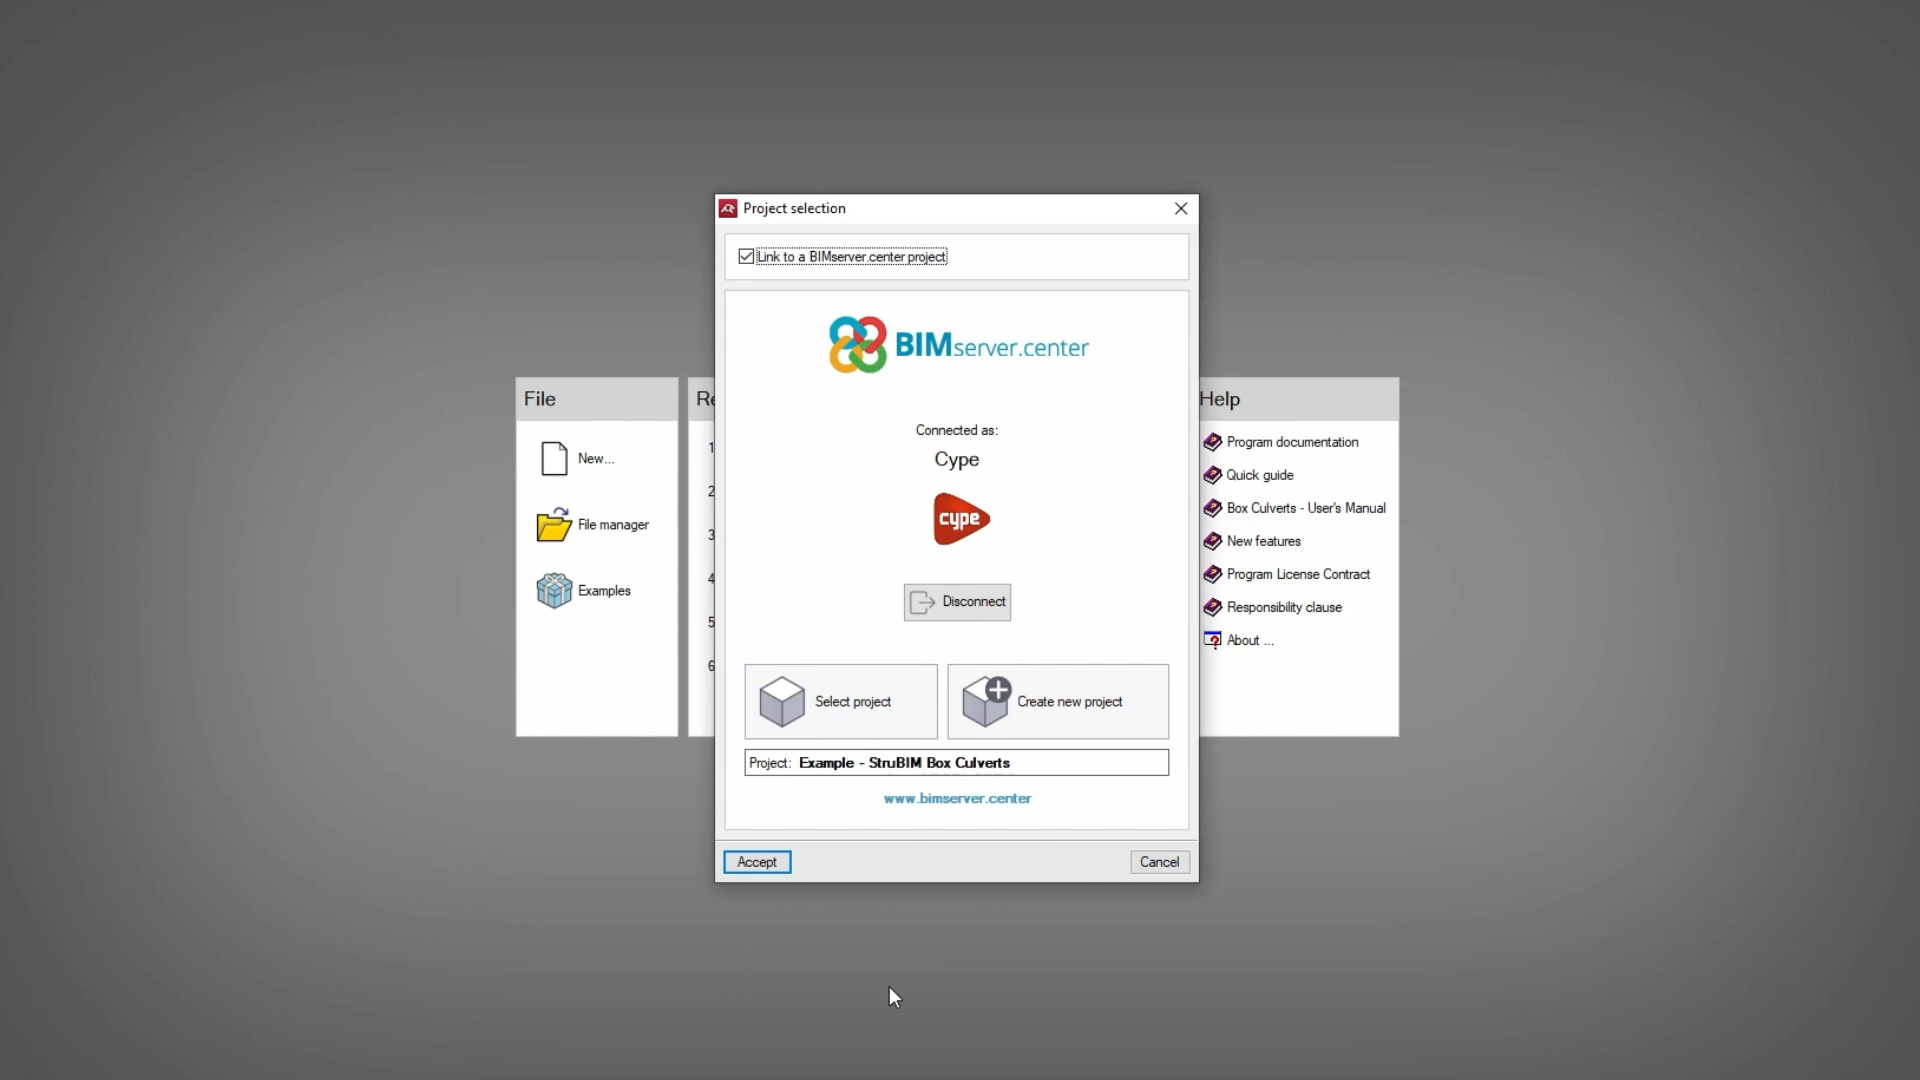 Project selection
Link to a BIMserver.center project
BIMserver.center
Connected as:
Cype
cype
Disconnect
Select project
Create new project
Project: Example - StruBIM Box Culverts
www.bimserver.center
Accept
Cancel
File
New...
File manager
Examples
Re
1
2
3
4
5
6
Help
Program documentation
Quick guide
Box Culverts - User's Manual
New features
Program License Contract
Responsibility clause
About ...